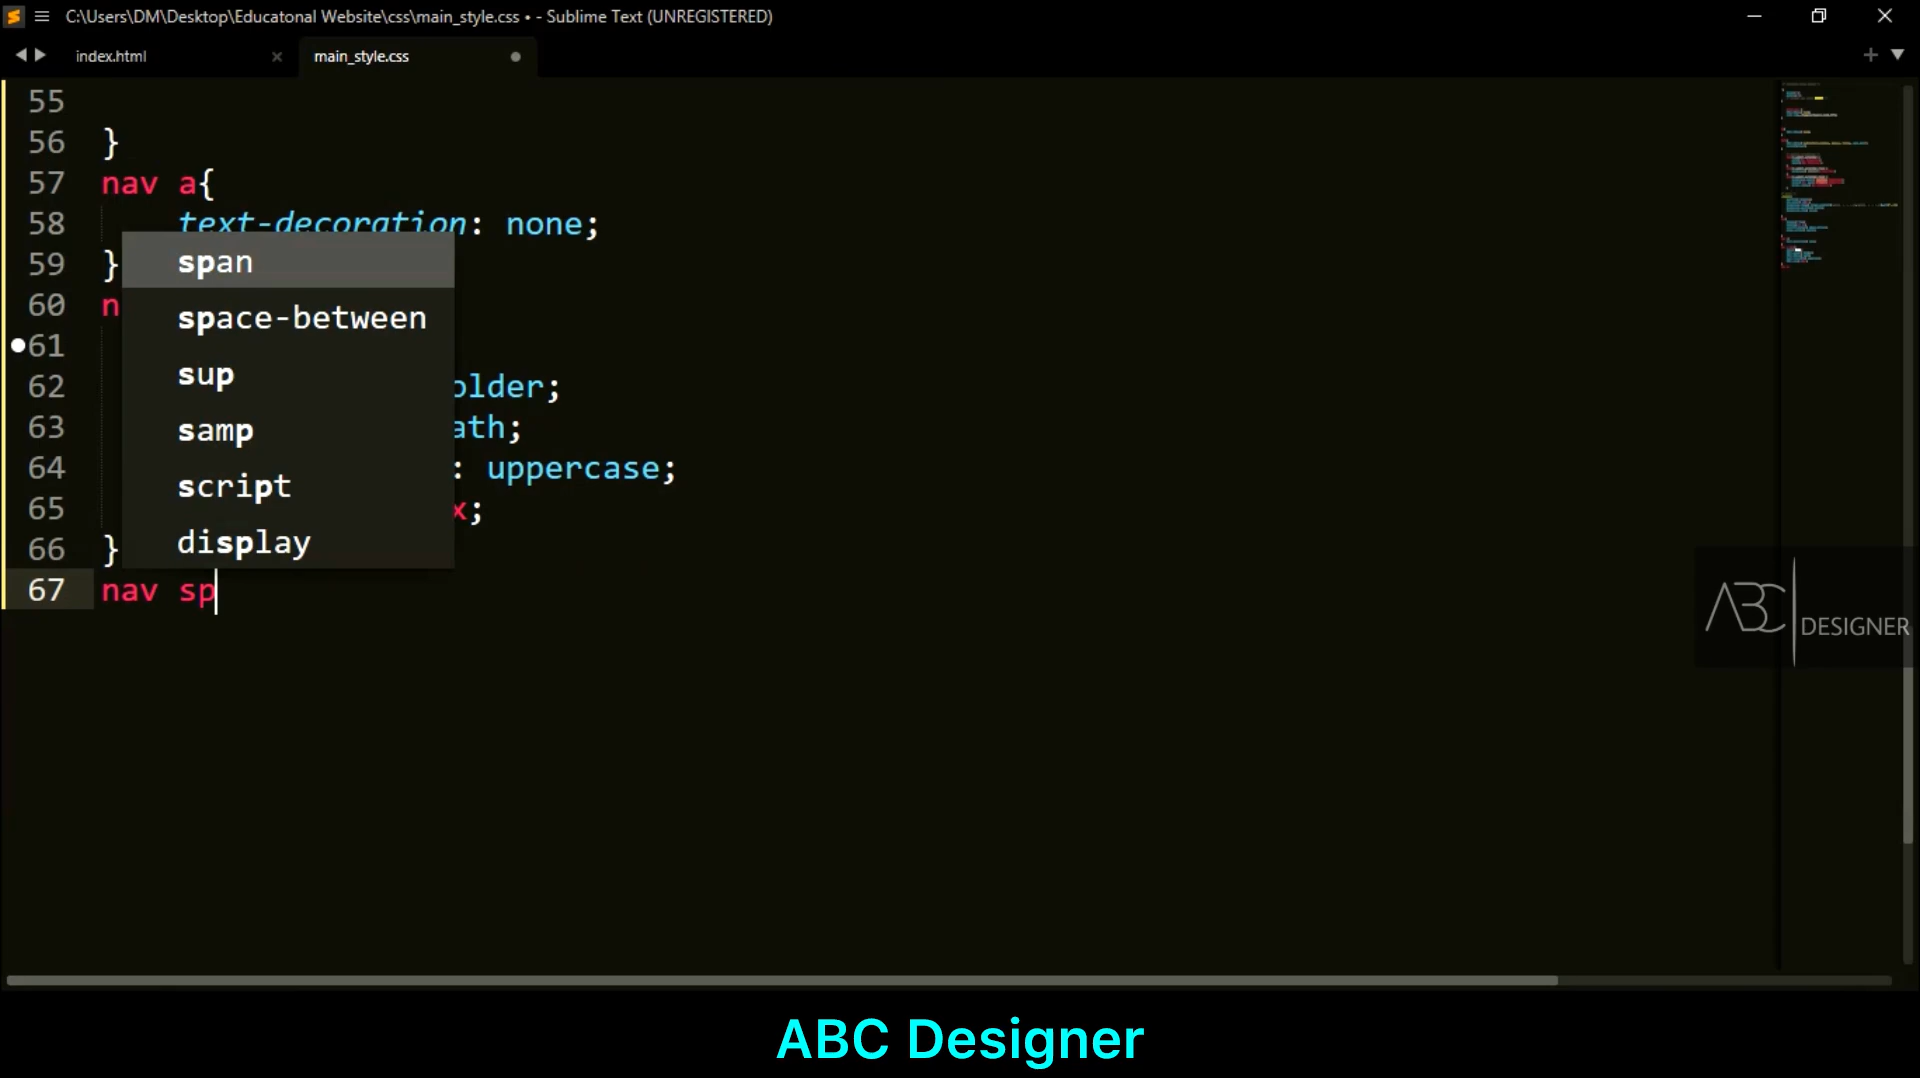 C:\Users\DM\Desktop\Educatonal Website\css\main_style.css • - Sublime Text (UNREGISTERED)
index.html
main_style.css
55
56 }
57 nav a{
58 text-decoration: none;
59 }
60 n
61
62 older;
63 ath;
64 : uppercase;
65 x;
66 }
67 nav sp
span
space-between
sup
samp
script
display
ABC DESIGNER
ABC Designer